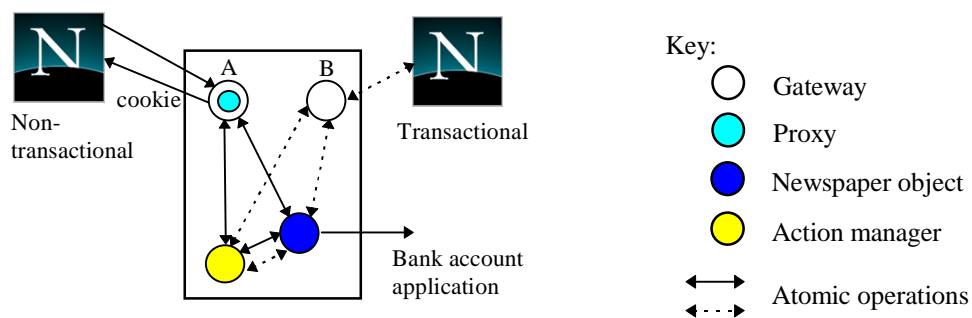 N
N
A
B
cookie
Non-
transactional
Transactional
Bank account
application
Key:
Gateway
Proxy
Newspaper object
Action manager
Atomic operations